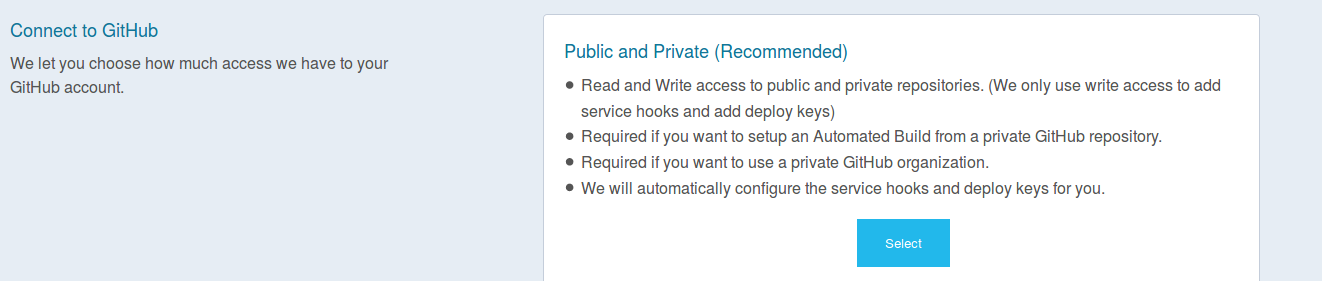 Connect to GitHub
We let you choose how much access we have to your
GitHub account.
Public and Private (Recommended)
● Read and Write access to public and private repositories. (We only use write access to add
service hooks and add deploy keys)
● Required if you want to setup an Automated Build from a private GitHub repository.
● Required if you want to use a private GitHub organization.
● We will automatically configure the service hooks and deploy keys for you.
Select